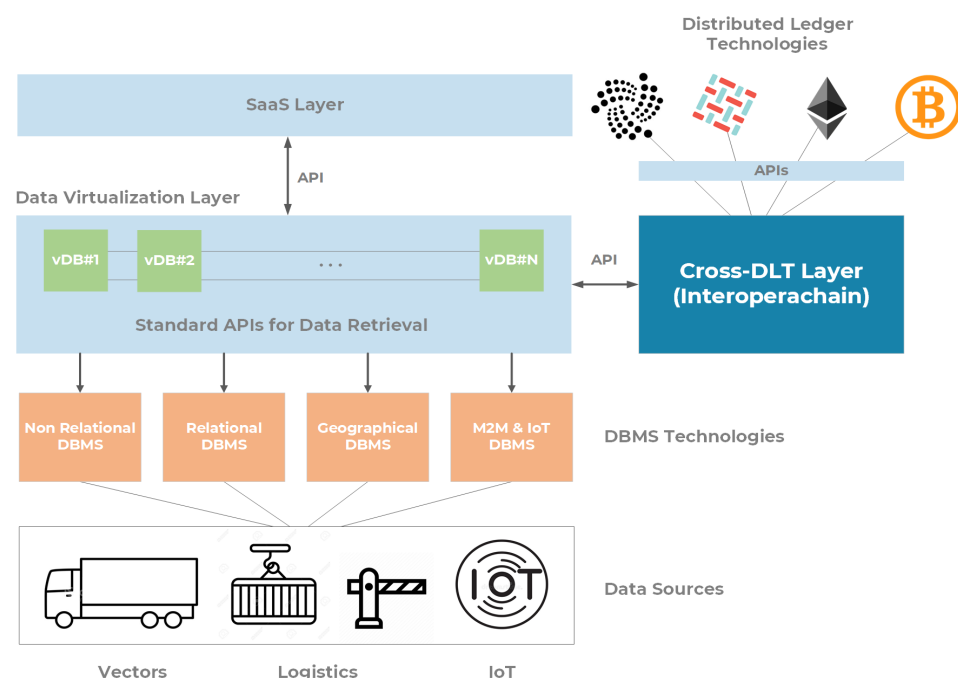 Distributed Ledger
Technologies
SaaS Layer
API
APIs
Data Virtualization Layer
vDB#1
vDB#2
...
vDB#N
Standard APIs for Data Retrieval
API
Cross-DLT Layer
(Interoperachain)
Non Relational
DBMS
Relational
DBMS
Geographical
DBMS
M2M & IoT
DBMS
DBMS Technologies
IoT
Data Sources
Vectors
Logistics
IoT